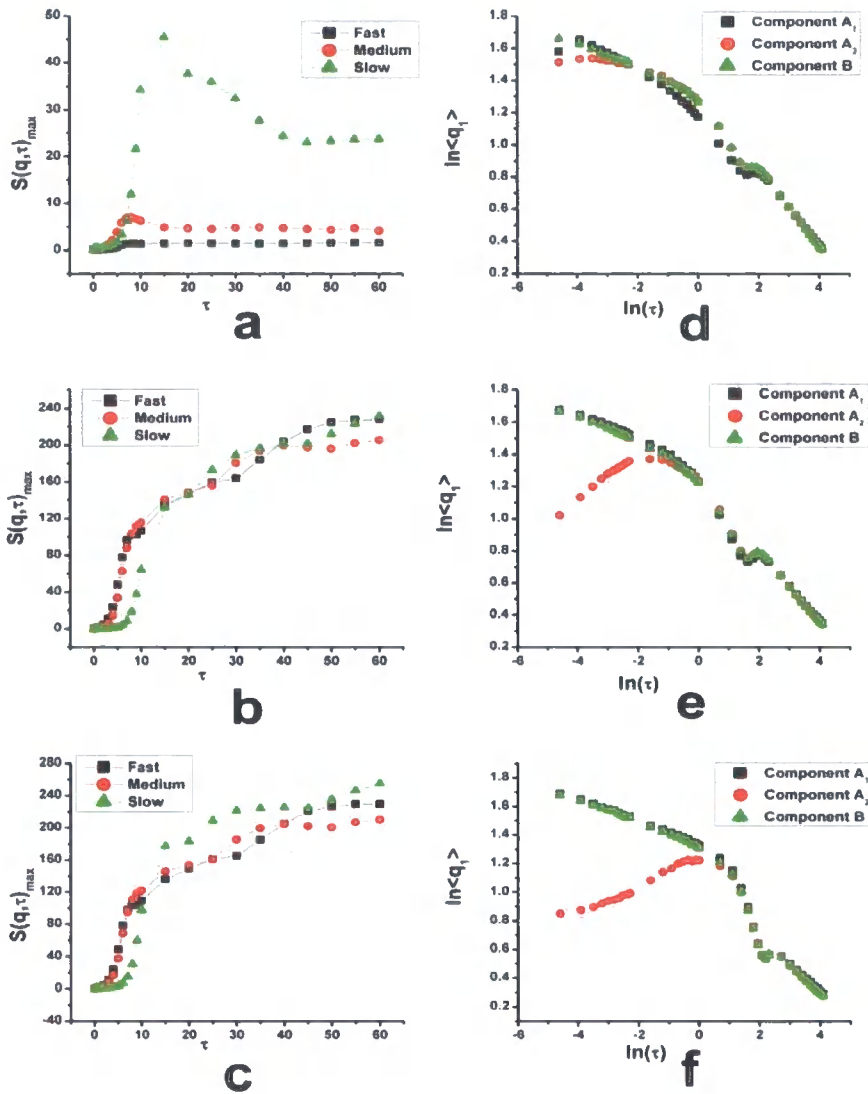 S(q,τ)max
50
40
30
20
10
0
Fast
Medium
Slow
0 10 20 30 40 50 60
τ
a
ln<q1>
1.8
1.6
1.4
1.2
1.0
0.8
0.6
0.4
0.2
Component A1
Component A2
Component B
-6 -4 -2 0 2 4
ln(τ)
d
S(q,τ)max
240
200
160
120
80
40
0
Fast
Medium
Slow
0 10 20 30 40 50 60
τ
b
ln<q1>
1.8
1.6
1.4
1.2
1.0
0.8
0.6
0.4
0.2
Component A1
Component A2
Component B
-6 -4 -2 0 2 4
ln(τ)
e
S(q,τ)max
280
240
200
160
120
80
40
0
-40
Fast
Medium
Slow
0 10 20 30 40 50 60
τ
c
ln<q1>
1.8
1.6
1.4
1.2
1.0
0.8
0.6
0.4
0.2
Component A1
Component A2
Component B
-6 -4 -2 0 2 4
ln(τ)
f